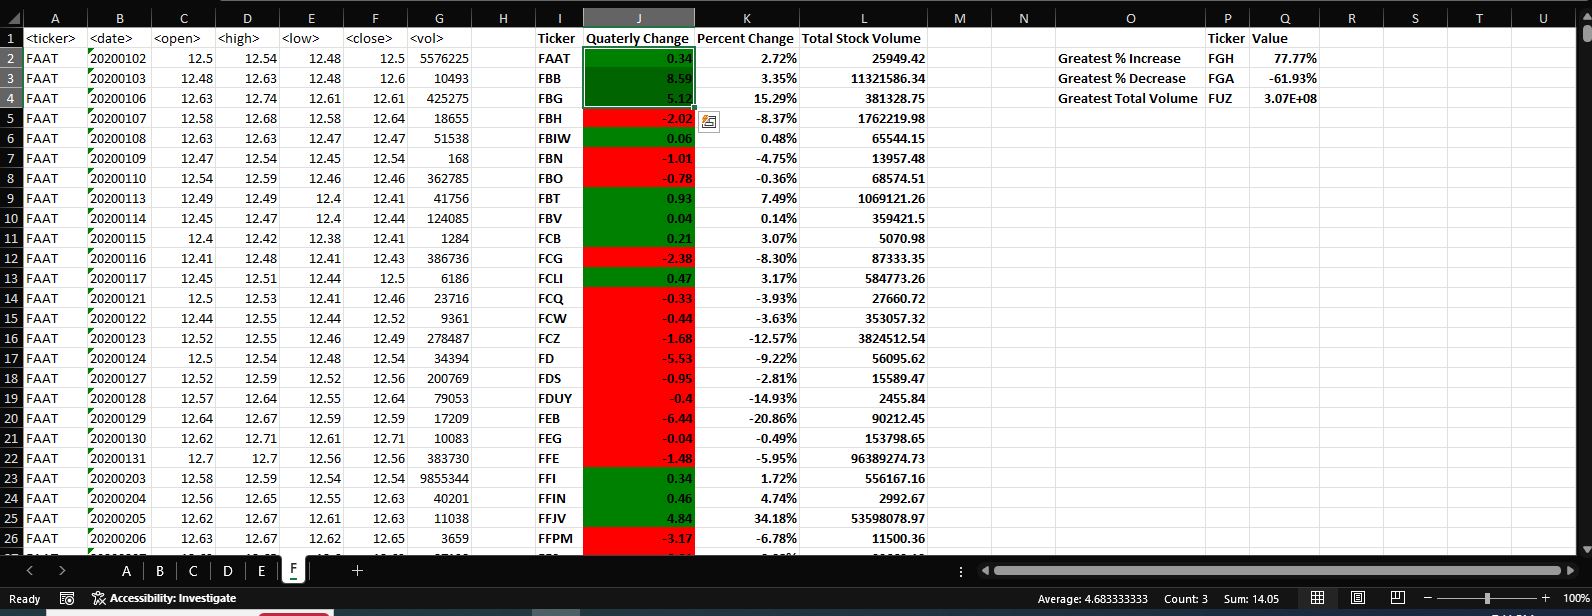 A B C D E F G H I J K L M N O P Q R S T U
1 <ticker> <date> <open> <high> <low> <close> <vol> Ticker Quaterly Change Percent Change Total Stock Volume Ticker Value
2 FAAT 20200102 12.5 12.54 12.48 12.5 5576225 FAAT 0.34 2.72% 25949.42 Greatest % Increase FGH 77.77%
3 FAAT 20200103 12.48 12.63 12.48 12.6 10493 FBB 8.59 3.35% 11321586.34 Greatest % Decrease FGA -61.93%
4 FAAT 20200106 12.63 12.74 12.61 12.61 425275 FBG 5.12 15.29% 381328.75 Greatest Total Volume FUZ 3.07E+08
5 FAAT 20200107 12.58 12.68 12.58 12.64 18655 FBH -2.02 -8.37% 1762219.98
6 FAAT 20200108 12.63 12.63 12.47 12.47 51538 FBIW 0.06 0.48% 65544.15
7 FAAT 20200109 12.47 12.54 12.45 12.54 168 FBN -1.01 -4.75% 13957.48
8 FAAT 20200110 12.54 12.59 12.46 12.46 362785 FBO -0.78 -0.36% 68574.51
9 FAAT 20200113 12.49 12.49 12.4 12.41 41756 FBT 0.93 7.49% 1069121.26
10 FAAT 20200114 12.45 12.47 12.4 12.44 124085 FBV 0.04 0.14% 359421.5
11 FAAT 20200115 12.4 12.42 12.38 12.41 1284 FCB 0.21 3.07% 5070.98
12 FAAT 20200116 12.41 12.48 12.41 12.43 386736 FCG -2.38 -8.30% 87333.35
13 FAAT 20200117 12.45 12.51 12.44 12.5 6186 FCLI 0.47 3.17% 584773.26
14 FAAT 20200121 12.5 12.53 12.41 12.46 23716 FCQ -0.33 -3.93% 27660.72
15 FAAT 20200122 12.44 12.55 12.44 12.52 9361 FCW -0.44 -3.63% 353057.32
16 FAAT 20200123 12.52 12.55 12.46 12.49 278487 FCZ -1.68 -12.57% 3824512.54
17 FAAT 20200124 12.5 12.54 12.48 12.54 34394 FD -5.53 -9.22% 56095.62
18 FAAT 20200127 12.52 12.59 12.52 12.56 200769 FDS -0.95 -2.81% 15589.47
19 FAAT 20200128 12.57 12.64 12.55 12.64 79053 FDUY -0.4 -14.93% 2455.84
20 FAAT 20200129 12.64 12.67 12.59 12.59 17209 FEB -6.44 -20.86% 90212.45
21 FAAT 20200130 12.62 12.71 12.61 12.71 10083 FEG -0.04 -0.49% 153798.65
22 FAAT 20200131 12.7 12.7 12.56 12.56 383730 FFE -1.48 -5.95% 96389274.73
23 FAAT 20200203 12.58 12.59 12.54 12.54 9855344 FFI 0.34 1.72% 556167.16
24 FAAT 20200204 12.56 12.65 12.55 12.63 40201 FFIN 0.46 4.74% 2992.67
25 FAAT 20200205 12.62 12.67 12.61 12.63 11038 FFJV 4.84 34.18% 53598078.97
26 FAAT 20200206 12.63 12.67 12.62 12.65 3659 FFPM -3.17 -6.78% 11500.36
A B C D E F
Ready Accessibility: Investigate Average: 4.683333333 Count: 3 Sum: 14.05 100%